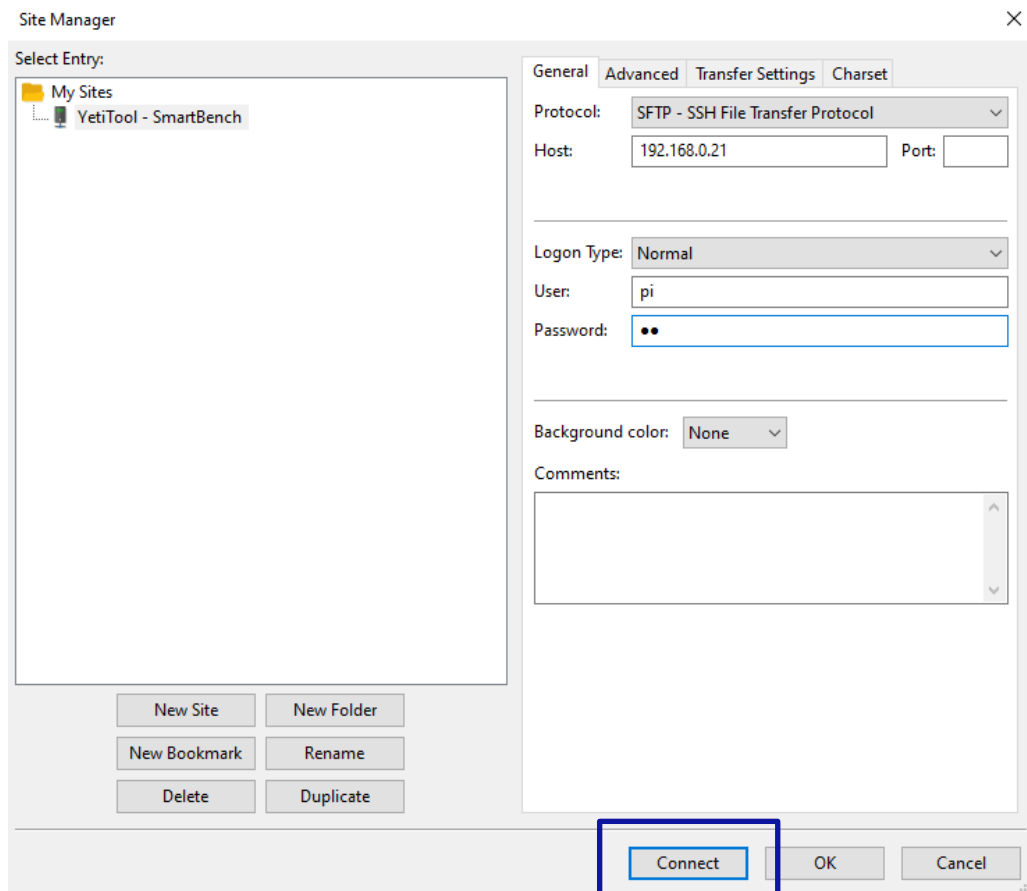 Site Manager
Select Entry:
My Sites
YetiTool - SmartBench
New Site
New Folder
New Bookmark
Rename
Delete
Duplicate
General
Advanced
Transfer Settings
Charset
Protocol:
SFTP - SSH File Transfer Protocol
Host:
192.168.0.21
Port:
Logon Type:
Normal
User:
pi
Password:
●●
Background color:
None
Comments:
Connect
OK
Cancel